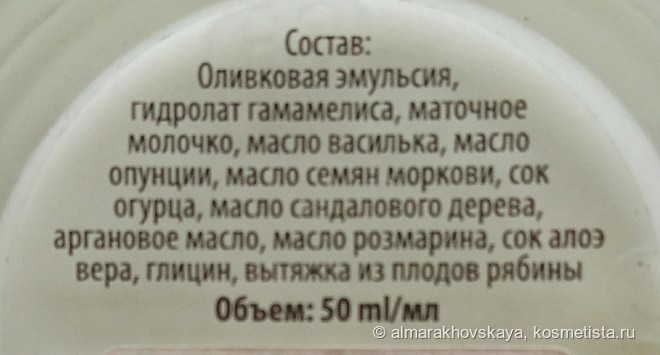 Состав:
Оливковая эмульсия,
гидролат гамамелиса, маточное
молочко, масло василька, масло
опунции, масло семян моркови, сок
огурца, масло сандалового дерева,
аргановое масло, масло розмарина, сок алоэ
вера, глицин, вытяжка из плодов рябины
Объем: 50 ml/мл
© almarakhovskaya, kosmetista.ru